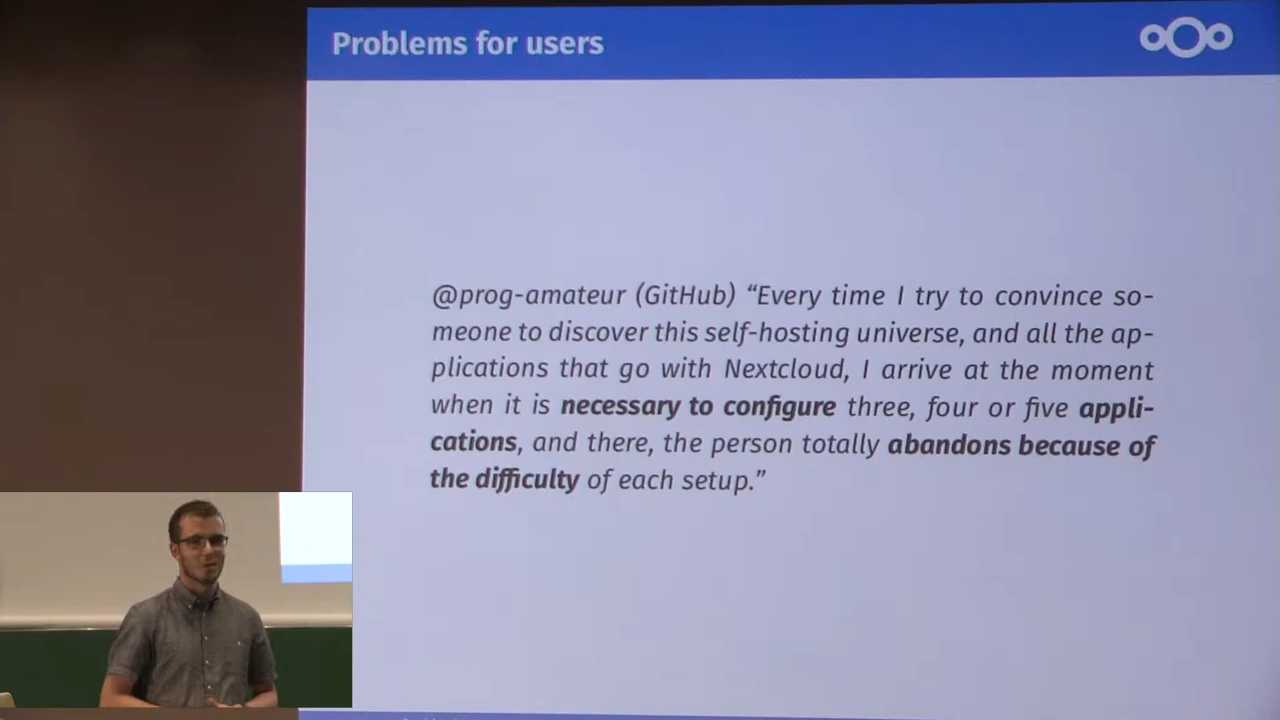 Problems for users
@prog-amateur (GitHub) “Every time I try to convince so-
meone to discover this self-hosting universe, and all the ap-
plications that go with Nextcloud, I arrive at the moment
when it is necessary to configure three, four or five appli-
cations, and there, the person totally abandons because of
the difficulty of each setup.”